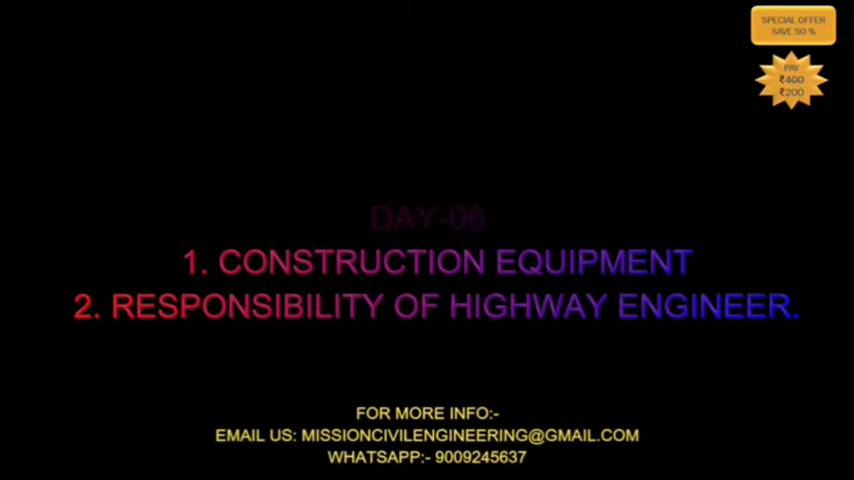 SPECIAL OFFER
SAVE 50 %
PAY
₹400
₹200
DAY-06
1. CONSTRUCTION EQUIPMENT
2. RESPONSIBILITY OF HIGHWAY ENGINEER.
FOR MORE INFO:-
EMAIL US: MISSIONCIVILENGINEERING@GMAIL.COM
WHATSAPP:- 9009245637